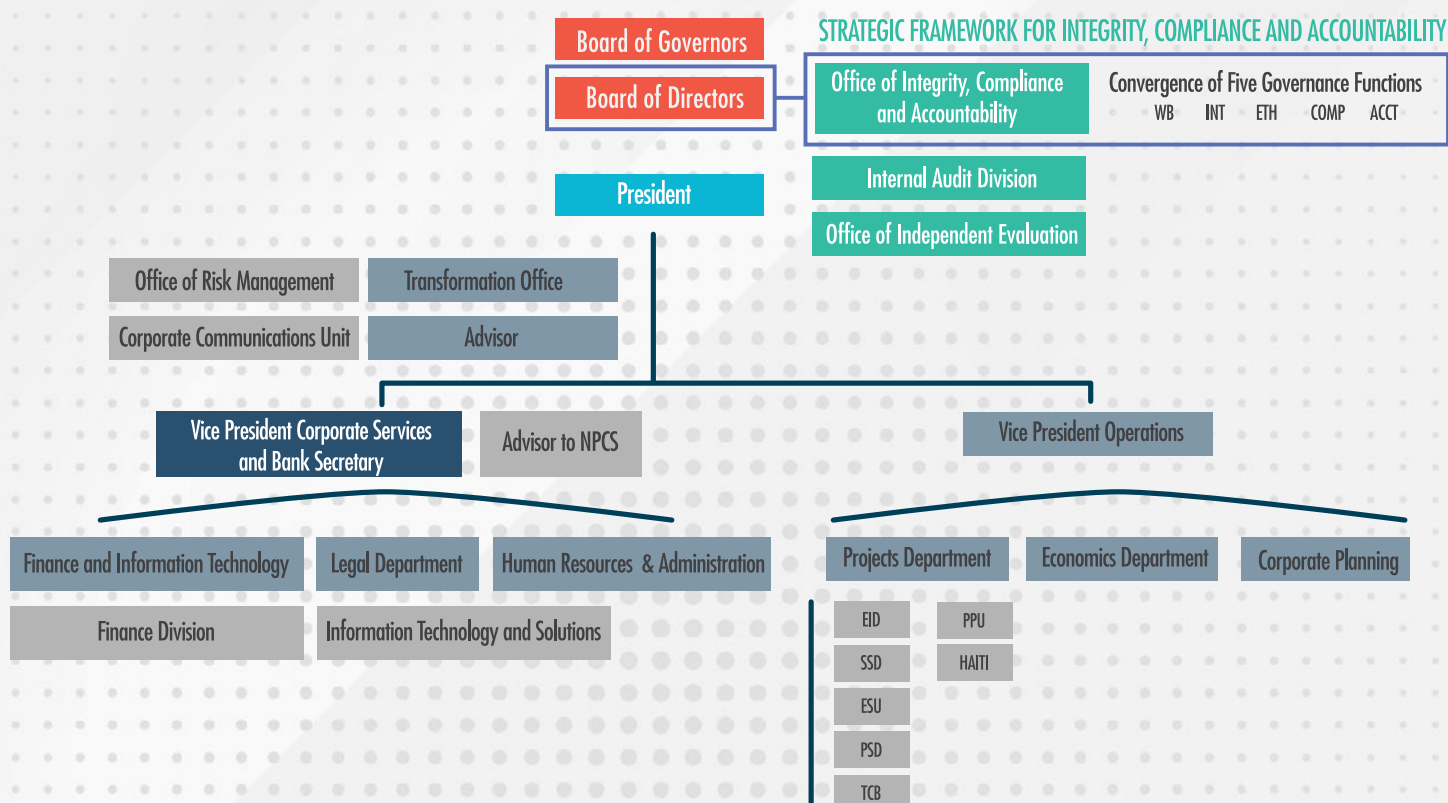 Board of Governors
STRATEGIC FRAMEWORK FOR INTEGRITY, COMPLIANCE AND ACCOUNTABILITY
Board of Directors
Office of Integrity, Compliance
and Accountability
Convergence of Five Governance Functions
WB INT ETH COMP ACCT
Internal Audit Division
President
Office of Independent Evaluation
Office of Risk Management
Transformation Office
Corporate Communications Unit
Advisor
Vice President Corporate Services
and Bank Secretary
Advisor to NPCS
Vice President Operations
Finance and Information Technology
Legal Department
Human Resources & Administration
Projects Department
Economics Department
Corporate Planning
Finance Division
Information Technology and Solutions
EID
PPU
SSD
HAITI
ESU
PSD
TCB